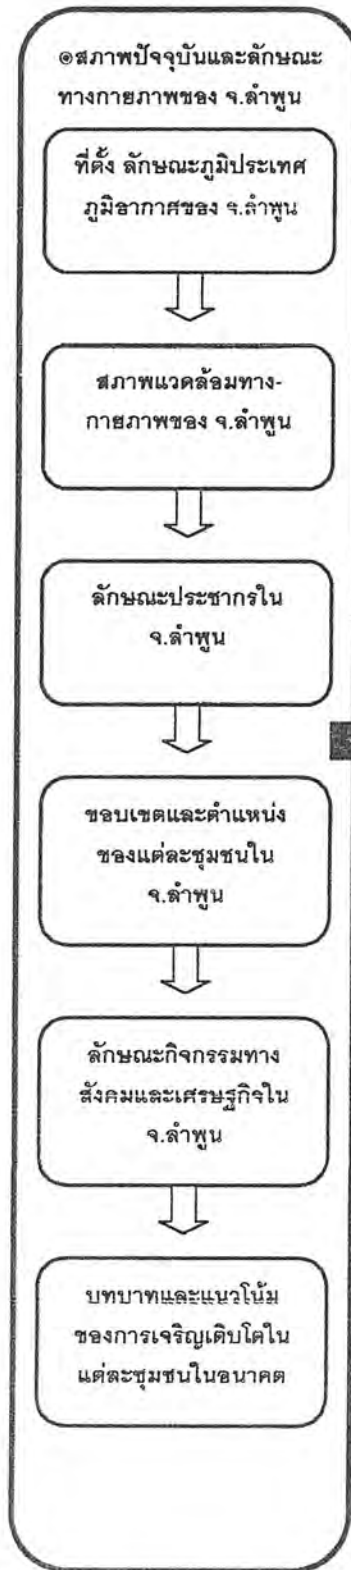 ๏สภาพปัจจุบันและลักษณะ
ทางกายภาพของ จ.ลำพูน
ที่ตั้ง ลักษณะภูมิประเทศ
ภูมิอากาศของ จ.ลำพูน
สภาพแวดล้อมทาง-
กายภาพของ จ.ลำพูน
ลักษณะประชากรใน
จ.ลำพูน
ขอบเขตและตำแหน่ง
ของแต่ละชุมชนใน
จ.ลำพูน
ลักษณะกิจกรรมทาง
สังคมและเศรษฐกิจใน
จ.ลำพูน
บทบาทและแนวโน้ม
ของการเจริญเติบโตใน
แต่ละชุมชนในอนาคต